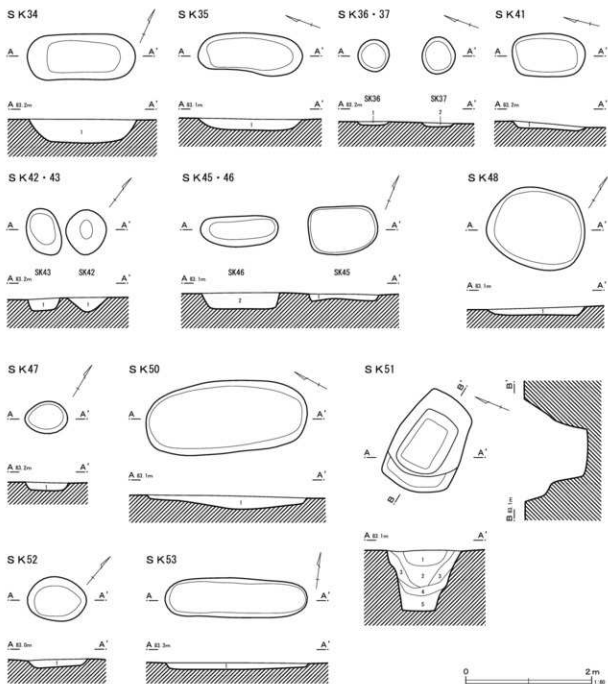 SK34
A A'
A 83.2m A'
1
SK35
A A'
A 83.1m A'
1
SK36・37
A A'
SK36 SK37
A 83.2m 1 2 A'
SK41
A A'
A 83.2m A'
1
SK42・43
A A'
SK43 SK42
A 83.2m A'
1 1
SK45・46
A A'
SK46 SK45
A 83.1m A'
2
SK48
A A'
A 83.1m A'
1
SK47
A A'
A 83.2m A'
1
SK50
A A'
A 83.1m A'
1
SK51
B'
A A'
B
A 83.1m A'
1
3 2 3
4
5
B'
B 83.1m
SK52
A A'
A 83.0m A'
1
SK53
A A'
A 83.3m A'
1
0 2m
1:60